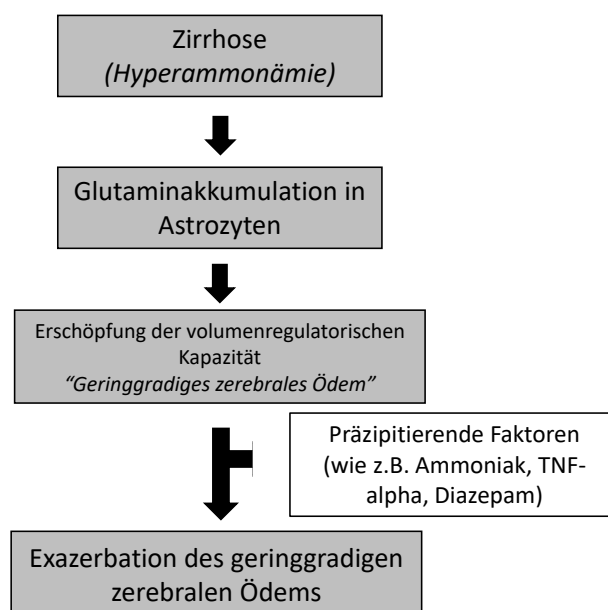 Zirrhose
(Hyperammonämie)
Glutaminakkumulation in
Astrozyten
Erschöpfung der volumenregulatorischen
Kapazität
“Geringgradiges zerebrales Ödem”
Präzipitierende Faktoren
(wie z.B. Ammoniak, TNF-
alpha, Diazepam)
Exazerbation des geringgradigen
zerebralen Ödems